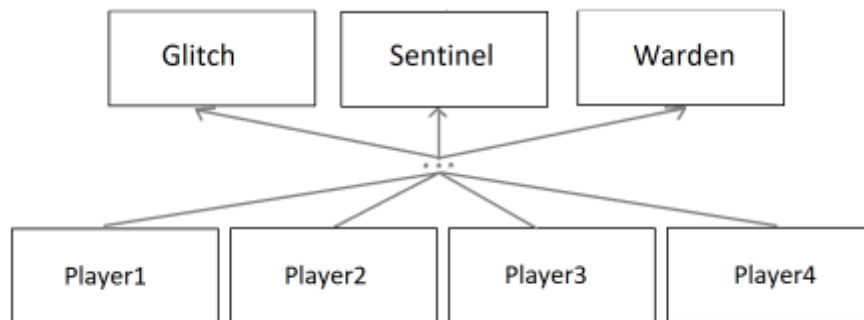 Glitch
Sentinel
Warden
...
Player1
Player2
Player3
Player4